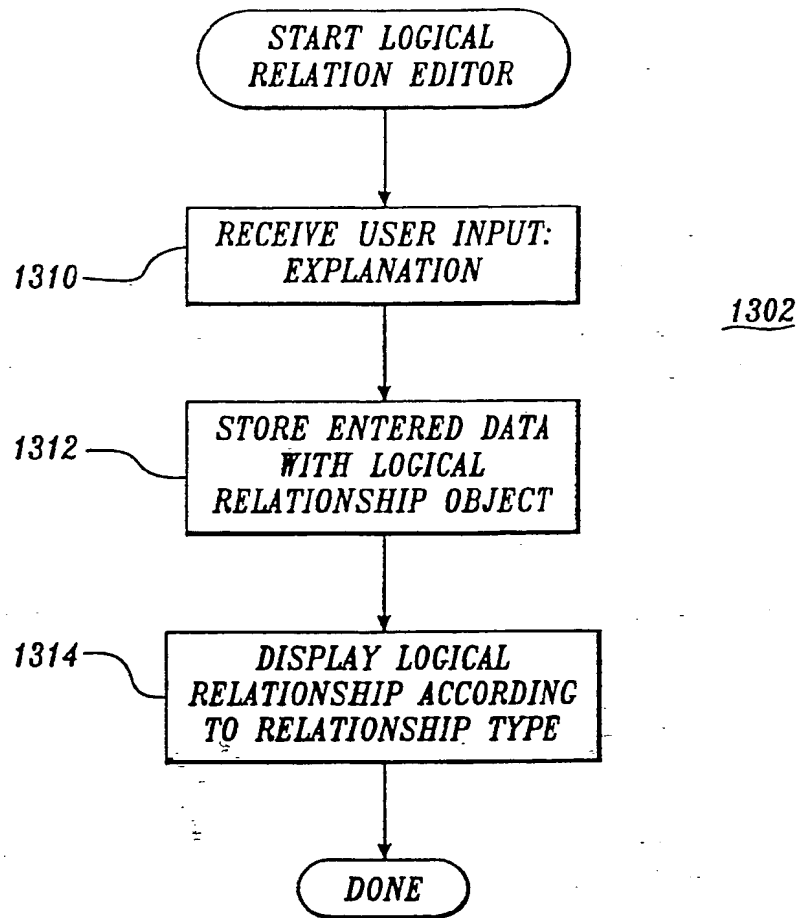 START LOGICAL
RELATION EDITOR
RECEIVE USER INPUT:
EXPLANATION
1310
1302
STORE ENTERED DATA
WITH LOGICAL
RELATIONSHIP OBJECT
1312
DISPLAY LOGICAL
RELATIONSHIP ACCORDING
TO RELATIONSHIP TYPE
1314
DONE